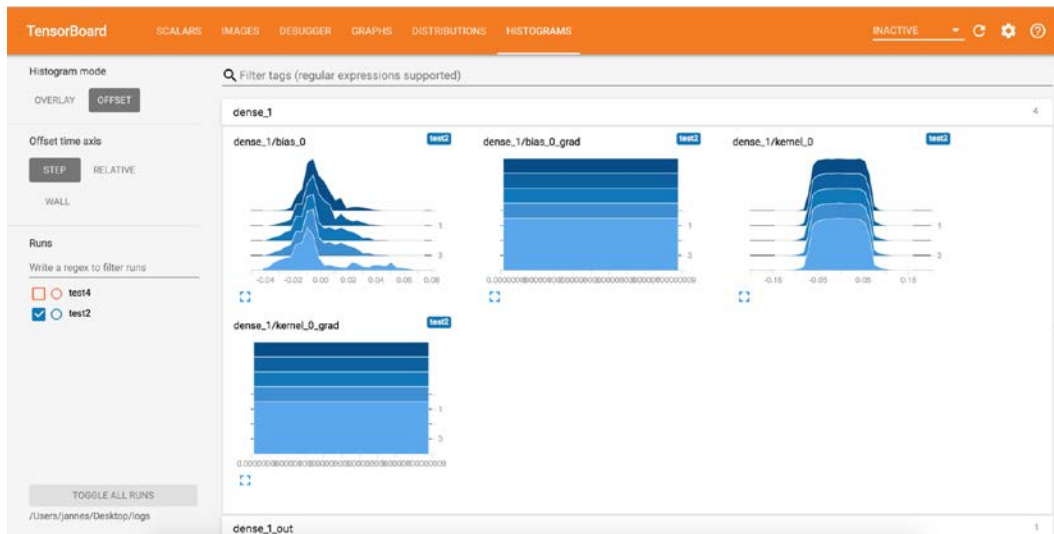 TensorBoard SCALARS IMAGES DEBUGGER GRAPHS DISTRIBUTIONS HISTOGRAMS INACTIVE
Histogram mode
OVERLAY OFFSET
Offset time axis
STEP RELATIVE
WALL
Runs
Write a regex to filter runs
test4
test2
TOGGLE ALL RUNS
/Users/jannes/Desktop/logs
Filter tags (regular expressions supported)
dense_1 4
dense_1/bias_0 test2 dense_1/bias_0_grad test2 dense_1/kernel_0 test2
1 1 1
3 3 3
-0.04 -0.02 0.00 0.02 0.04 0.06 0.08 -0.15 -0.05 0.05 0.15
dense_1/kernel_0_grad test2
1
3
dense_1_out 1